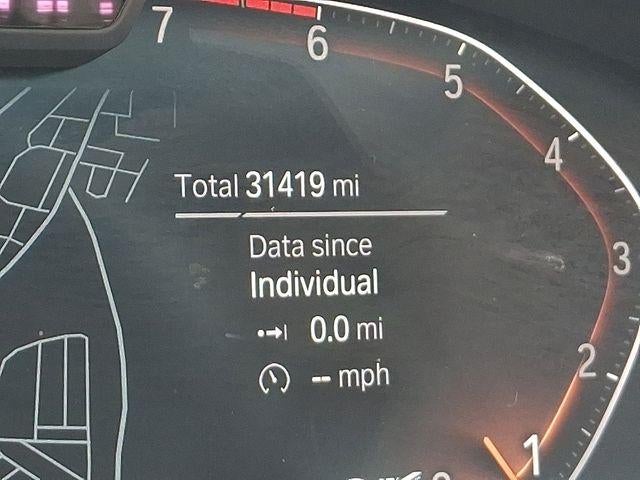 7
6
5
4
Total 31419 mi
Data since
3
Individual
0.0 mi
2
-- mph
1